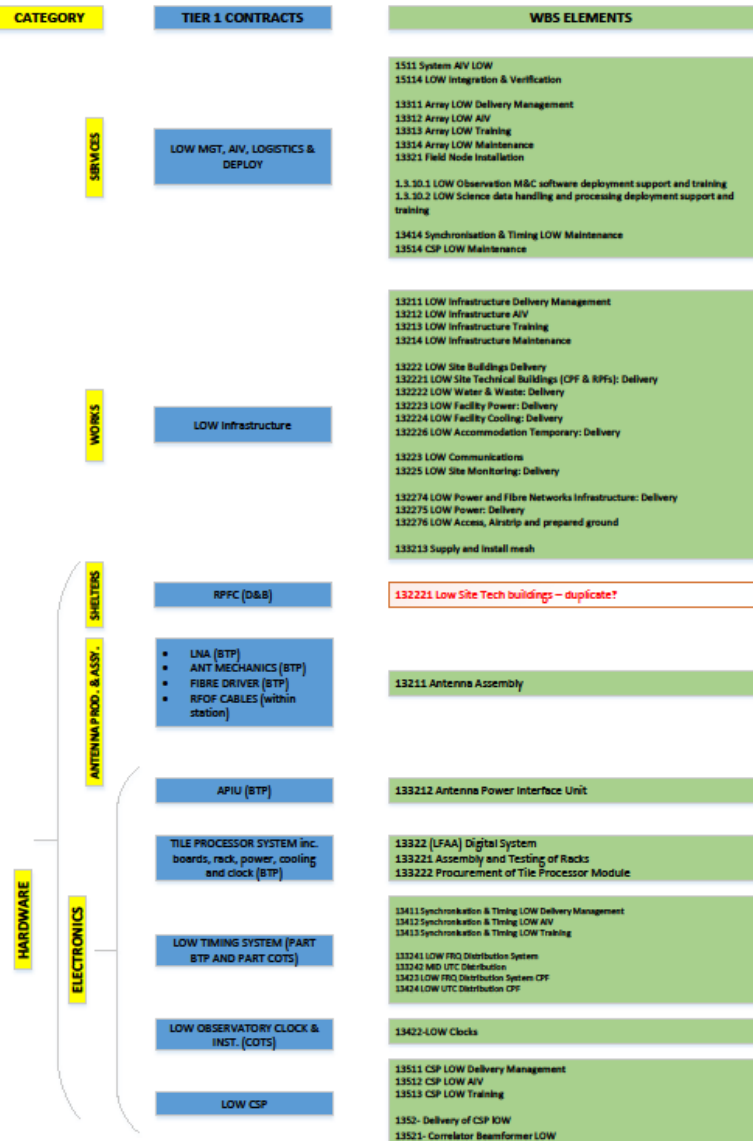 CATEGORY
TIER 1 CONTRACTS
WBS ELEMENTS
SERVICES
LOW MGT, AIV, LOGISTICS &
DEPLOY
1511 System AIV LOW
15114 LOW Integration & Verification
13311 Array LOW Delivery Management
13312 Array LOW AIV
13313 Array LOW Training
13314 Array LOW Maintenance
13321 Field Node Installation
1.3.10.1 LOW Observation M&C software deployment support and training
1.3.10.2 LOW Science data handling and processing deployment support and
training
13414 Synchronisation & Timing LOW Maintenance
13514 CSP LOW Maintenance
WORKS
LOW Infrastructure
13211 LOW Infrastructure Delivery Management
13212 LOW Infrastructure AIV
13213 LOW Infrastructure Training
13214 LOW Infrastructure Maintenance
13222 LOW Site Buildings Delivery
132221 LOW Site Technical Buildings (CPF & RPFs): Delivery
132222 LOW Water & Waste: Delivery
132223 LOW Facility Power: Delivery
132224 LOW Facility Cooling: Delivery
132226 LOW Accommodation Temporary: Delivery
13223 LOW Communications
13225 LOW Site Monitoring: Delivery
132274 LOW Power and Fibre Networks Infrastructure: Delivery
132275 LOW Power: Delivery
132276 LOW Access, Airstrip and prepared ground
133213 Supply and install mesh
HARDWARE
SHELTERS
RPFC (D&B)
132221 Low Site Tech buildings – duplicate?
ANTENNA PROD. & ASSY.
• LNA (BTP)
• ANT MECHANICS (BTP)
• FIBRE DRIVER (BTP)
• RFOF CABLES (within
station)
13211 Antenna Assembly
ELECTRONICS
APIU (BTP)
133212 Antenna Power Interface Unit
TILE PROCESSOR SYSTEM inc.
boards, rack, power, cooling
and clock (BTP)
13322 (LFAA) Digital System
133221 Assembly and Testing of Racks
133222 Procurement of Tile Processor Module
LOW TIMING SYSTEM (PART
BTP AND PART COTS)
13411 Synchronisation & Timing LOW Delivery Management
13412 Synchronisation & Timing LOW AIV
13413 Synchronisation & Timing LOW Training
133241 LOW FRQ Distribution System
133242 MID UTC Distribution
13423 LOW FRQ Distribution System CPF
13424 LOW UTC Distribution CPF
LOW OBSERVATORY CLOCK &
INST. (COTS)
13422-LOW Clocks
LOW CSP
13511 CSP LOW Delivery Management
13512 CSP LOW AIV
13513 CSP LOW Training
1352- Delivery of CSP lOW
13521- Correlator Beamformer LOW